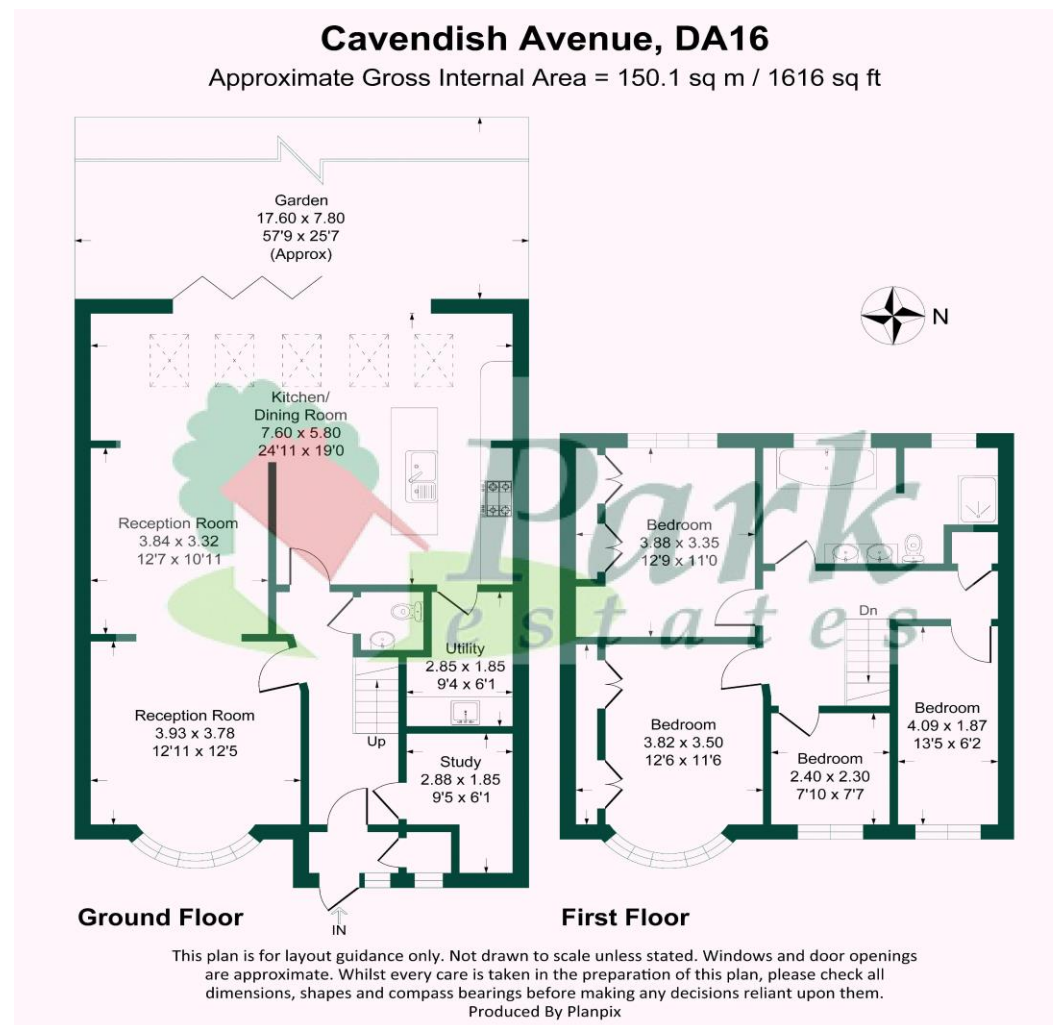 Cavendish Avenue, DA16
Approximate Gross Internal Area = 150.1 sq m / 1616 sq ft
Garden
17.60 x 7.80
57'9 x 25'7
(Approx)
N
Kitchen/
Dining Room
7.60 x 5.80
24'11 x 19'0
Reception Room
3.84 x 3.32
12'7 x 10'11
Utility
2.85 x 1.85
9'4 x 6'1
Reception Room
3.93 x 3.78
12'11 x 12'5
Up
Study
2.88 x 1.85
9'5 x 6'1
IN
Bedroom
3.88 x 3.35
12'9 x 11'0
Dn
Bedroom
3.82 x 3.50
12'6 x 11'6
Bedroom
2.40 x 2.30
7'10 x 7'7
Bedroom
4.09 x 1.87
13'5 x 6'2
Park
estates
Ground Floor
First Floor
This plan is for layout guidance only. Not drawn to scale unless stated. Windows and door openings
are approximate. Whilst every care is taken in the preparation of this plan, please check all
dimensions, shapes and compass bearings before making any decisions reliant upon them.
Produced By Planpix